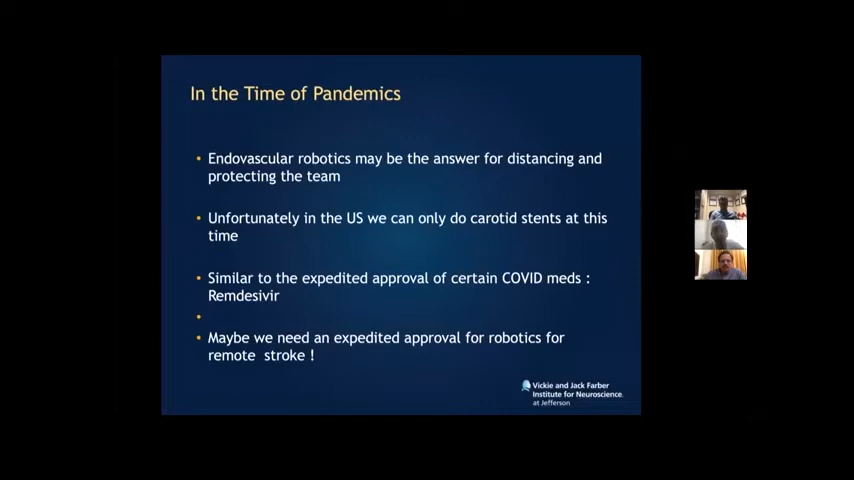 In the Time of Pandemics
• Endovascular robotics may be the answer for distancing and
protecting the team
• Unfortunately in the US we can only do carotid stents at this
time
• Similar to the expedited approval of certain COVID meds :
Remdesivir
•
• Maybe we need an expedited approval for robotics for
remote stroke !
Vickie and Jack Farber
Institute for Neuroscience
at Jefferson